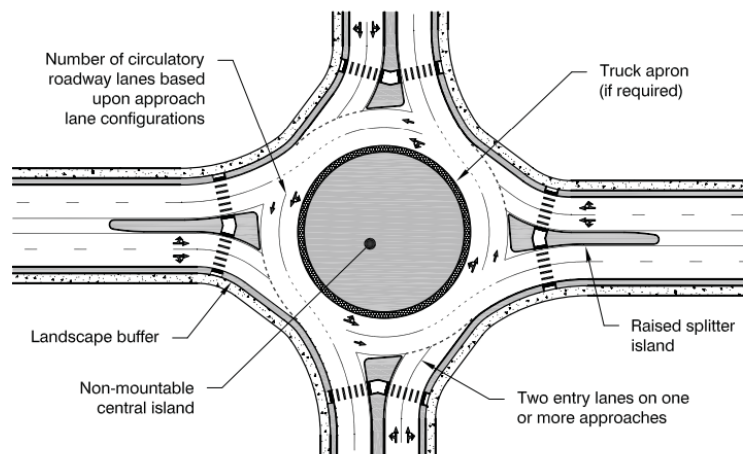 Number of circulatory
roadway lanes based
upon approach
lane configurations
Truck apron
(if required)
Landscape buffer
Raised splitter
island
Non-mountable
central island
Two entry lanes on one
or more approaches